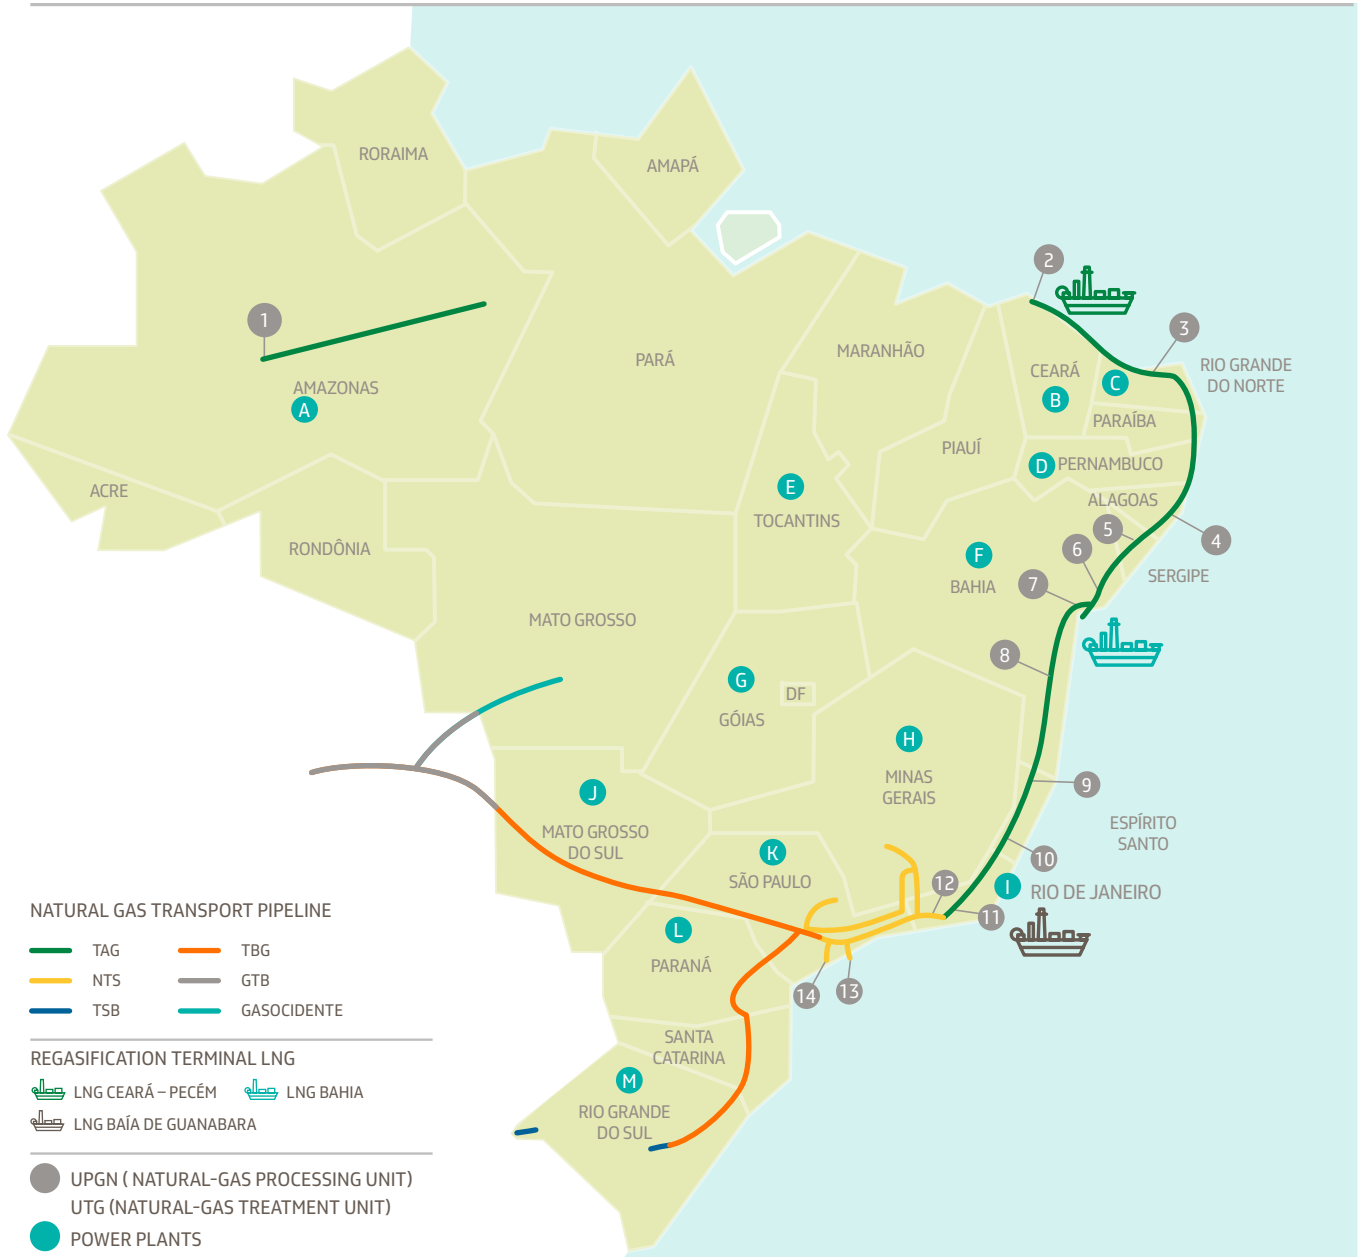 RORAIMA
AMAPÁ
2
1
3
MARANHÃO
PARÁ
CEARÁ
RIO GRANDE
DO NORTE
AMAZONAS
C
A
B
PARAÍBA
PIAUÍ
D
PERNAMBUCO
ACRE
E
ALAGOAS
TOCANTINS
5
4
RONDÔNIA
6
F
SERGIPE
BAHIA
7
MATO GROSSO
8
G
DF
GÓIAS
H
MINAS
GERAIS
9
J
ESPÍRITO
SANTO
MATO GROSSO
DO SUL
K
10
SÃO PAULO
12
I
RIO DE JANEIRO
11
L
PARANÁ
14
13
SANTA
CATARINA
M
RIO GRANDE
DO SUL
NATURAL GAS TRANSPORT PIPELINE
TAG
TBG
NTS
GTB
TSB
GASOCIDENTE
REGASIFICATION TERMINAL LNG
LNG CEARÁ – PECÉM
LNG BAHIA
LNG BAÍA DE GUANABARA
UPGN ( NATURAL-GAS PROCESSING UNIT)
UTG (NATURAL-GAS TREATMENT UNIT)
POWER PLANTS